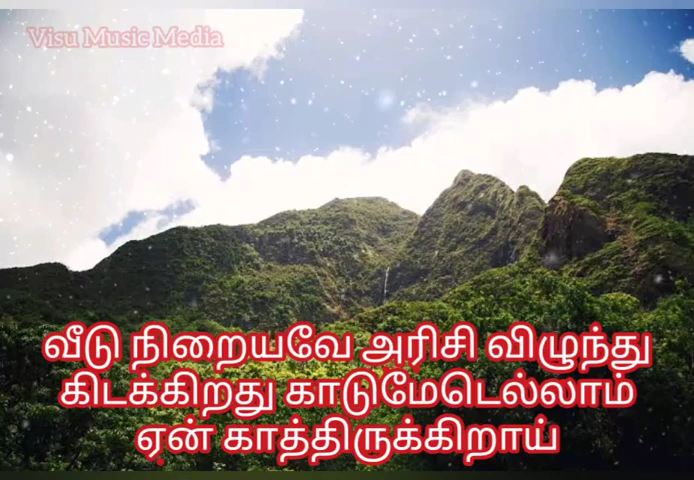 Visu Music Media
வீடு நிறையவே அரிசி விழுந்து
கிடக்கிறது காடுமேடெல்லாம்
ஏன் காத்திருக்கிறாய்